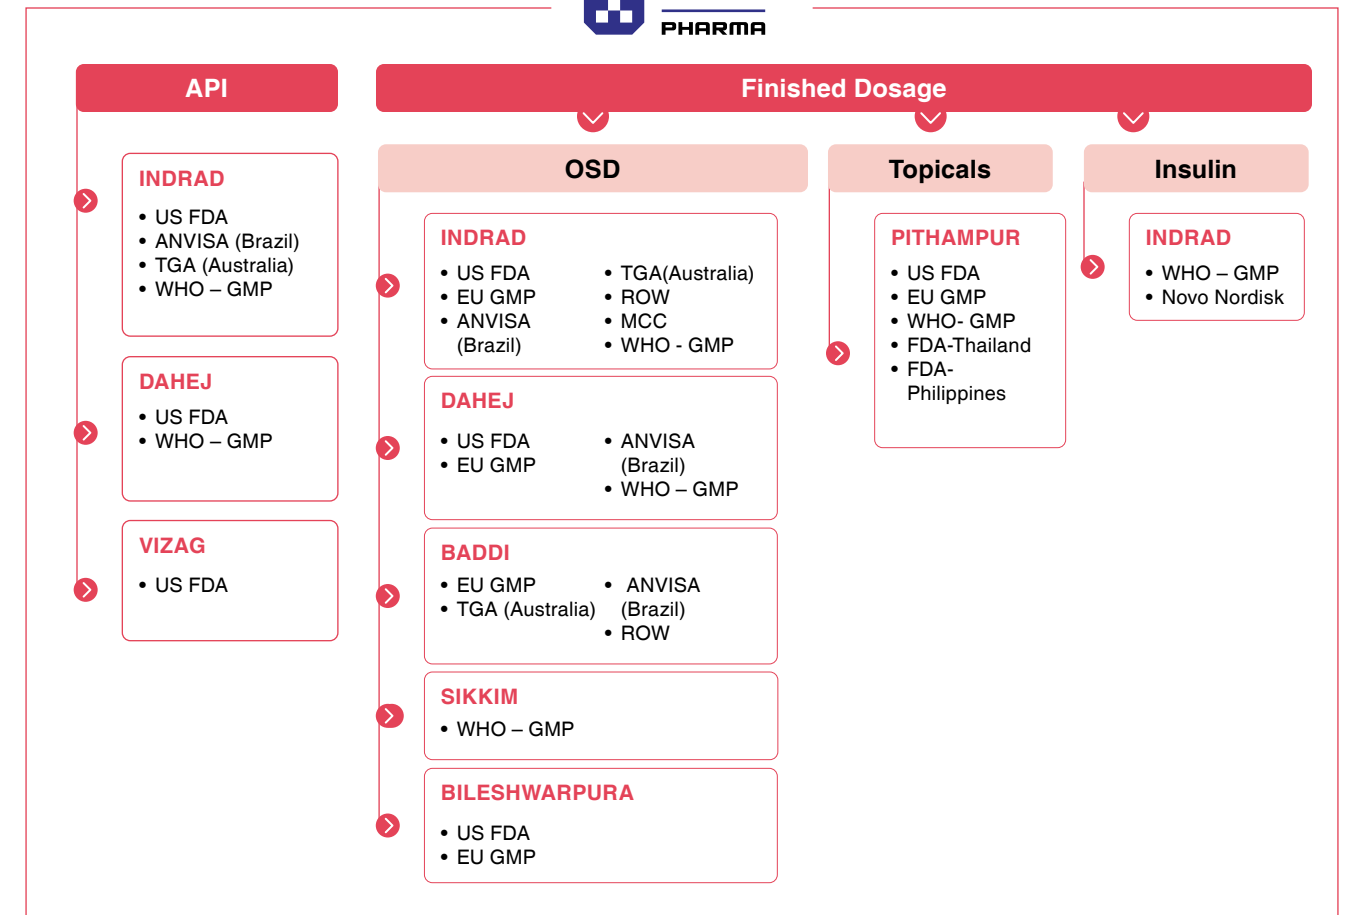 PHARMA
API
INDRAD
• US FDA
• ANVISA (Brazil)
• TGA (Australia)
• WHO – GMP
DAHEJ
• US FDA
• WHO – GMP
VIZAG
• US FDA
Finished Dosage
OSD
INDRAD
• US FDA
• EU GMP
• ANVISA
(Brazil)
• TGA(Australia)
• ROW
• MCC
• WHO - GMP
DAHEJ
• US FDA
• EU GMP
• ANVISA
(Brazil)
• WHO – GMP
BADDI
• EU GMP
• TGA (Australia)
• ANVISA
(Brazil)
• ROW
SIKKIM
• WHO – GMP
BILESHWARPURA
• US FDA
• EU GMP
Topicals
PITHAMPUR
• US FDA
• EU GMP
• WHO- GMP
• FDA-Thailand
• FDA-
Philippines
Insulin
INDRAD
• WHO – GMP
• Novo Nordisk